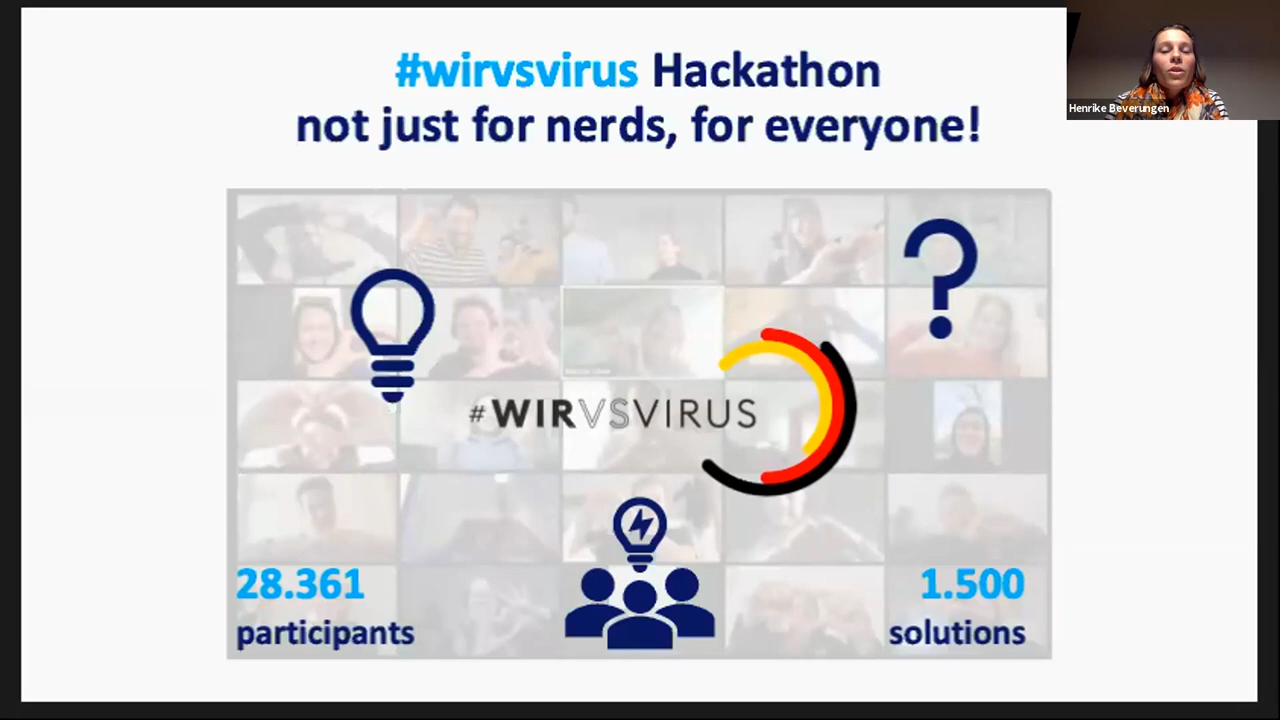 #wirvsvirus Hackathon
not just for nerds, for everyone!
Henrike Beverungen
#WIRVSVIRUS
28.361
participants
1.500
solutions